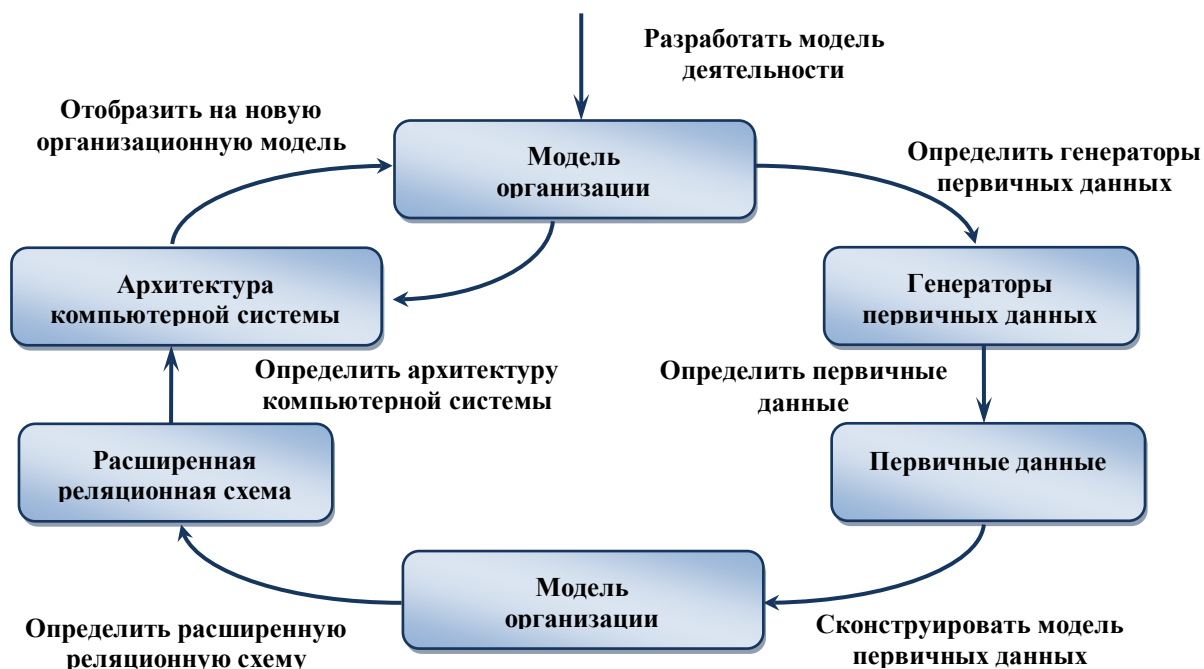 Разработать модель
деятельности
Отобразить на новую
организационную модель
Модель
организации
Определить генераторы
первичных данных
Архитектура
компьютерной системы
Генераторы
первичных данных
Определить архитектуру
компьютерной системы
Определить первичные
данные
Расширенная
реляционная схема
Первичные данные
Модель
организации
Определить расширенную
реляционную схему
Сконструировать модель
первичных данных